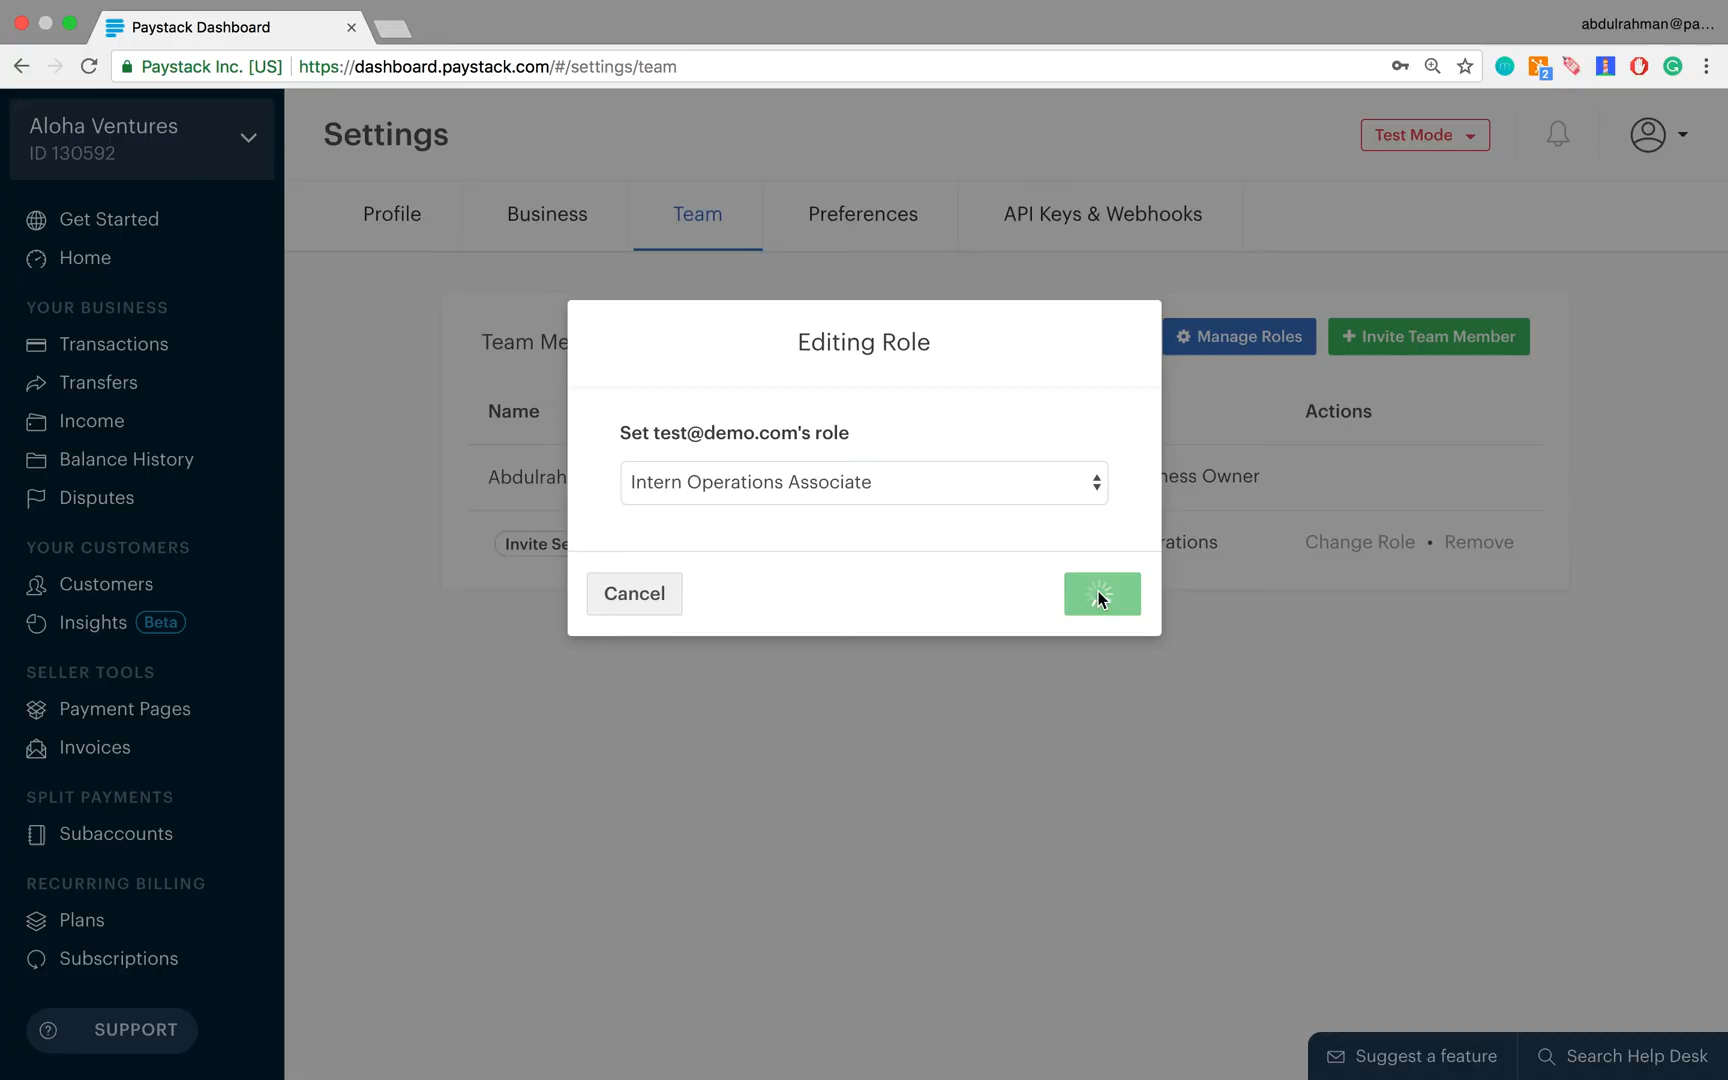 Paystack Dashboard
abdulrahman@pa...
Paystack Inc. [US]
https://dashboard.paystack.com/#/settings/team
2
Aloha Ventures
ID 130592
Settings
Test Mode
Get Started
Home
Profile
Business
Team
Preferences
API Keys & Webhooks
YOUR BUSINESS
Transactions
Transfers
Income
Balance History
Disputes
YOUR CUSTOMERS
Customers
Insights Beta
SELLER TOOLS
Payment Pages
Invoices
SPLIT PAYMENTS
Subaccounts
RECURRING BILLING
Plans
Subscriptions
SUPPORT
Team Me
Manage Roles
Invite Team Member
Name
Actions
Abdulrah
ness Owner
Invite Se
rations
Change Role • Remove
Editing Role
Set test@demo.com's role
Intern Operations Associate
Cancel
Suggest a feature
Search Help Desk